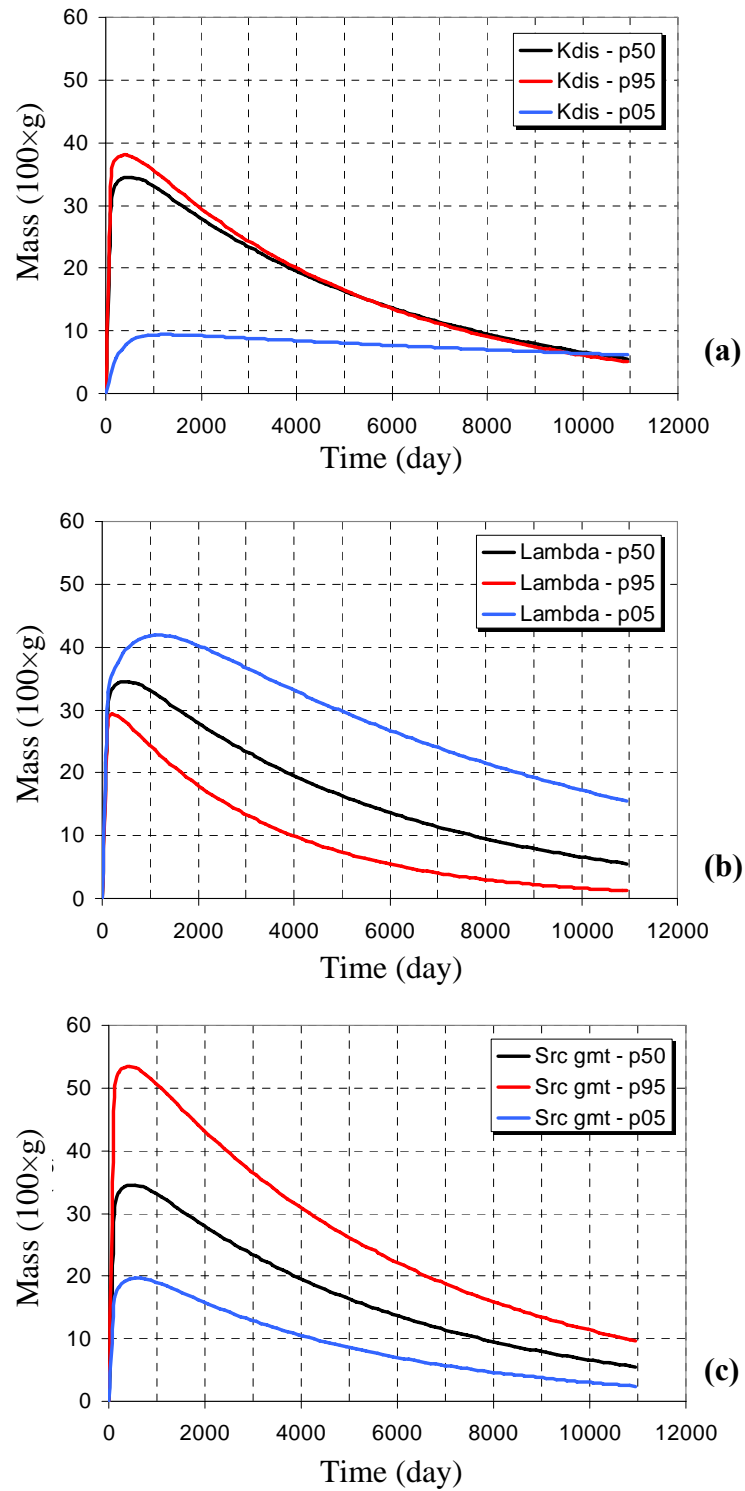 60
50
40
30
20
10
0
Mass (100×g)
Kdis - p50
Kdis - p95
Kdis - p05
0 2000 4000 6000 8000 10000 12000
Time (day)
(a)
60
50
40
30
20
10
0
Mass (100×g)
Lambda - p50
Lambda - p95
Lambda - p05
0 2000 4000 6000 8000 10000 12000
Time (day)
(b)
60
50
40
30
20
10
0
Mass (100×g)
Src gmt - p50
Src gmt - p95
Src gmt - p05
0 2000 4000 6000 8000 10000 12000
Time (day)
(c)